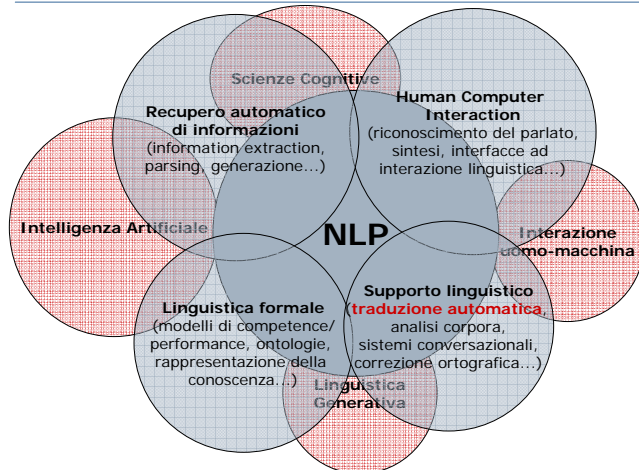 Scienze Cognitive
Recupero automatico
di informazioni
(information extraction,
parsing, generazione...)
Human Computer
Interaction
(riconoscimento del parlato,
sintesi, interfacce ad
interazione linguistica...)
Intelligenza Artificiale
NLP
Interazione
uomo-macchina
Linguistica formale
(modelli di competence/
performance, ontologie,
rappresentazione della
conoscenza...)
Supporto linguistico
(traduzione automatica,
analisi corpora,
sistemi conversazionali,
correzione ortografica...)
Linguistica
Generativa